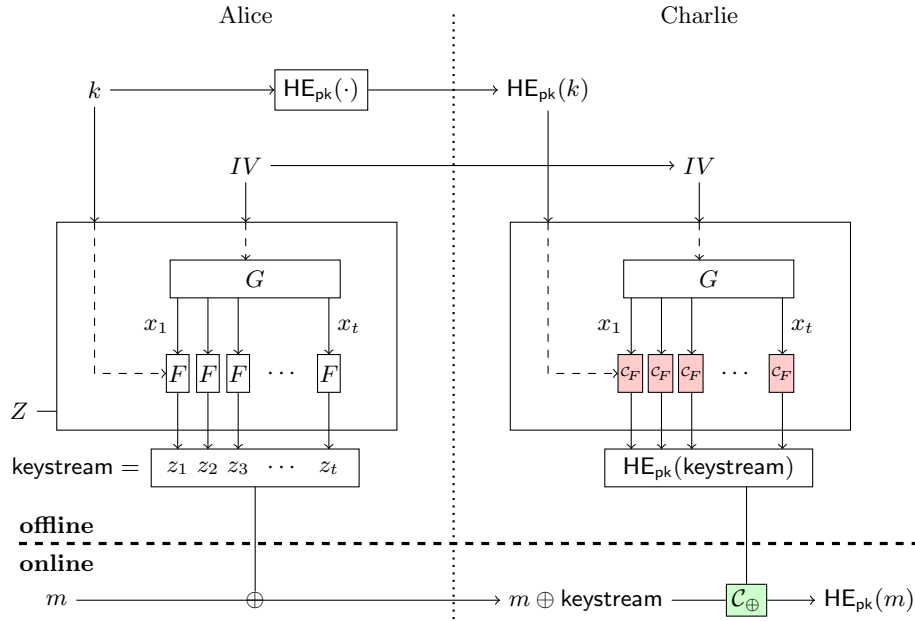 Alice Charlie
k HE_pk(·) HE_pk(k)
IV IV
G G
x_1 x_t x_1 x_t
F F F ··· F C_F C_F C_F ··· C_F
Z
keystream = z_1 z_2 z_3 ··· z_t HE_pk(keystream)
offline
online
m ⊕ m ⊕ keystream C_⊕ HE_pk(m)